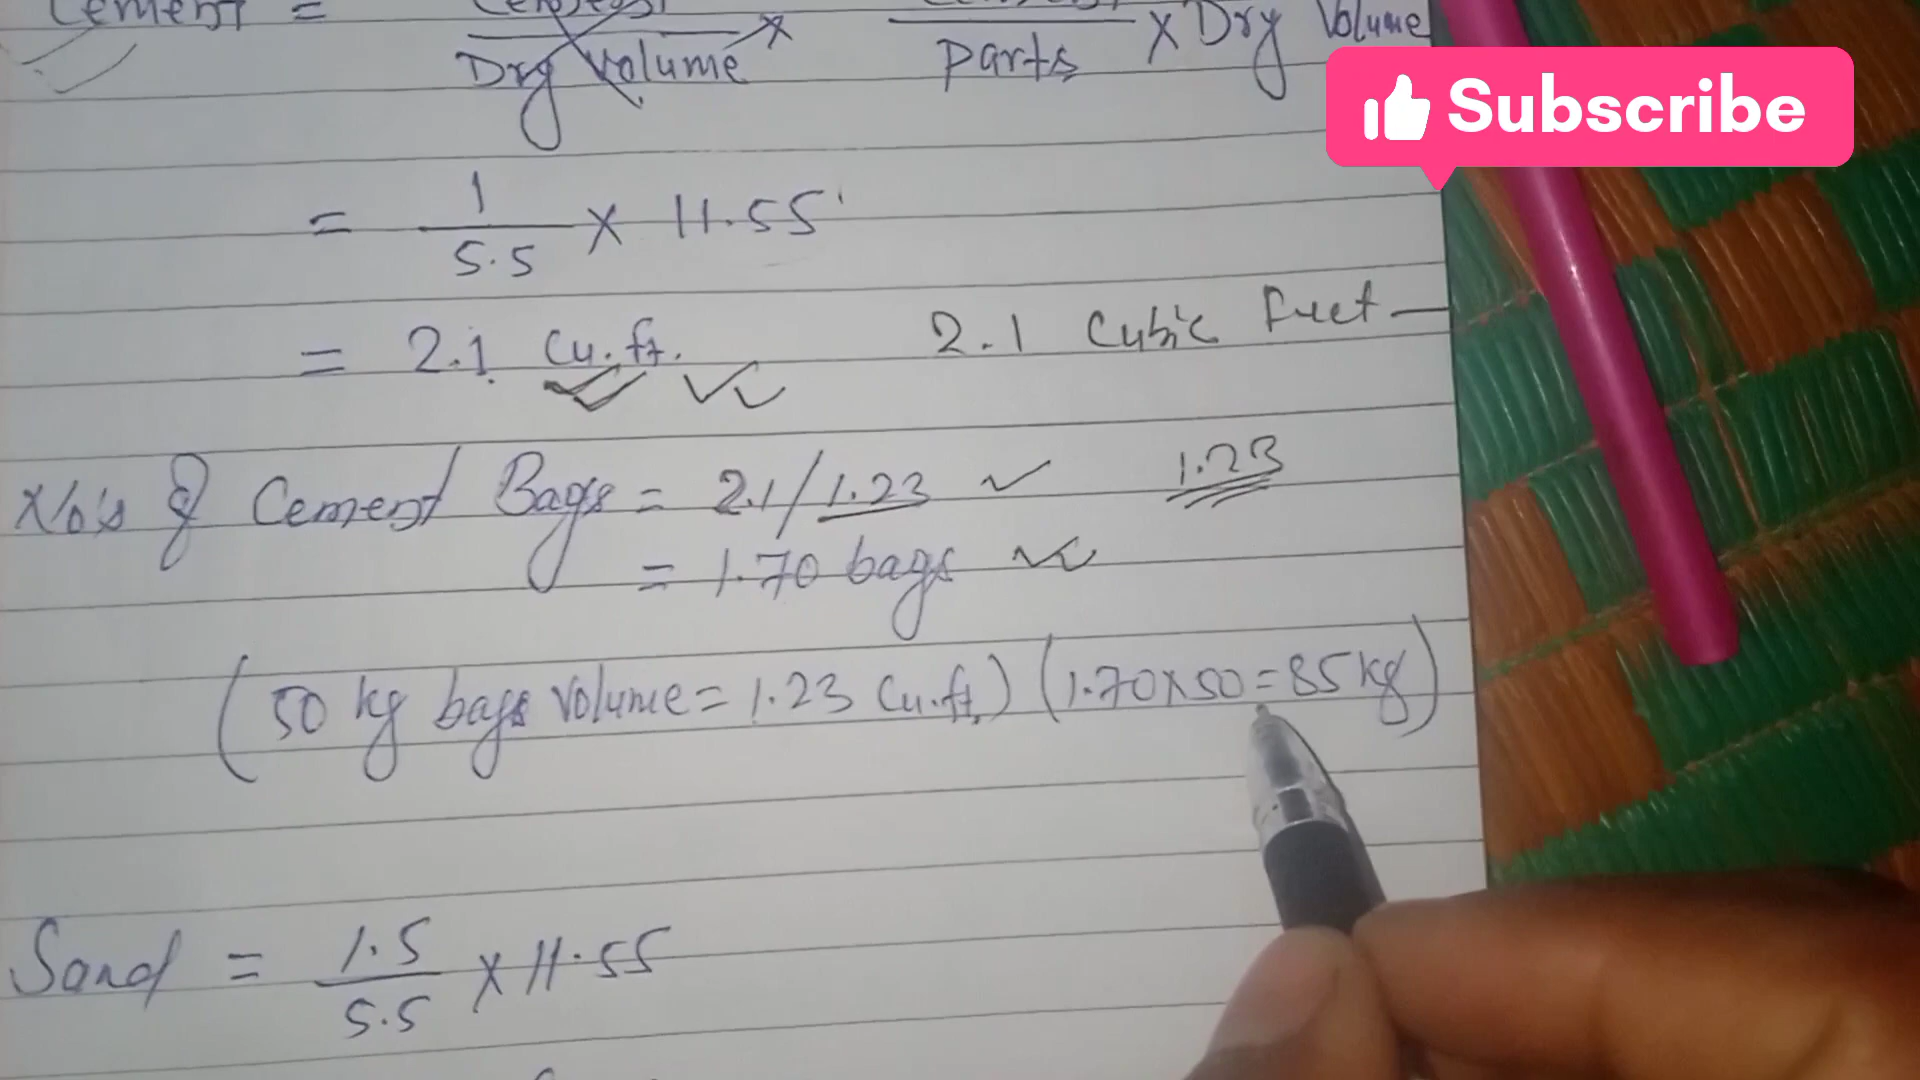 Cement = 
Dry Volume × Parts × Dry Volume
Subscribe
= 1 / 5.5 × 11.55
= 2.1 Cu.ft. 2.1 Cubic Feet
No's of Cement Bags = 2.1/1.23 1.23
= 1.70 bags
(50 kg bags Volume = 1.23 Cu.ft.) (1.70×50=85kg)
Sand = 1.5 / 5.5 × 11.55